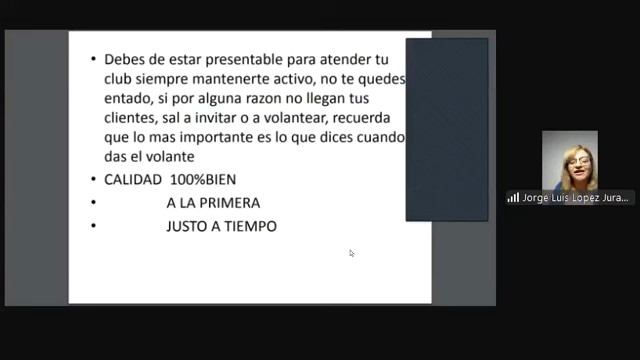 • Debes de estar presentable para atender tu
club siempre mantenerte activo, no te quedes
entado, si por alguna razon no llegan tus
clientes, sal a invitar o a volantear, recuerda
que lo mas importante es lo que dices cuando
das el volante
• CALIDAD 100%BIEN
• A LA PRIMERA
• JUSTO A TIEMPO
Jorge Luis Lopez Jura...